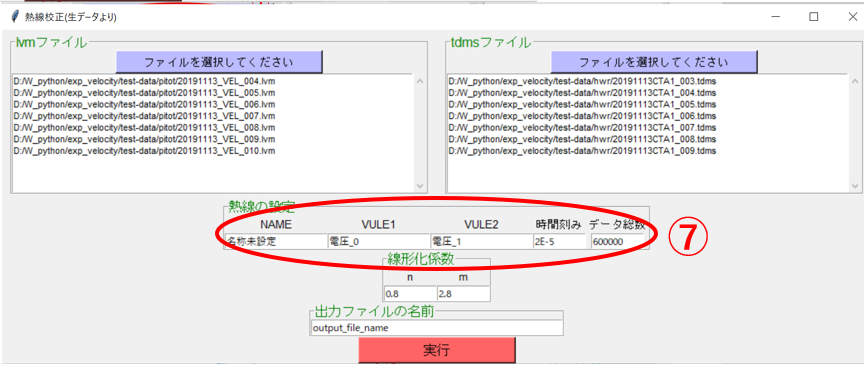 熱線校正(生データより)
lvmファイル
ファイルを選択してください
D:/W_python/exp_velocity/test-data/pitot/20191113_VEL_004.lvm
D:/W_python/exp_velocity/test-data/pitot/20191113_VEL_005.lvm
D:/W_python/exp_velocity/test-data/pitot/20191113_VEL_006.lvm
D:/W_python/exp_velocity/test-data/pitot/20191113_VEL_007.lvm
D:/W_python/exp_velocity/test-data/pitot/20191113_VEL_008.lvm
D:/W_python/exp_velocity/test-data/pitot/20191113_VEL_009.lvm
D:/W_python/exp_velocity/test-data/pitot/20191113_VEL_010.lvm
tdmsファイル
ファイルを選択してください
D:/W_python/exp_velocity/test-data/hwr/20191113CTA1_003.tdms
D:/W_python/exp_velocity/test-data/hwr/20191113CTA1_004.tdms
D:/W_python/exp_velocity/test-data/hwr/20191113CTA1_005.tdms
D:/W_python/exp_velocity/test-data/hwr/20191113CTA1_006.tdms
D:/W_python/exp_velocity/test-data/hwr/20191113CTA1_007.tdms
D:/W_python/exp_velocity/test-data/hwr/20191113CTA1_008.tdms
D:/W_python/exp_velocity/test-data/hwr/20191113CTA1_009.tdms
熱線の設定
NAME VULE1 VULE2 時間刻み データ総数
名称未設定 電圧_0 電圧_1 2E-5 600000
⑦
線形化係数
n m
0.8 2.8
出力ファイルの名前
output_file_name
実行